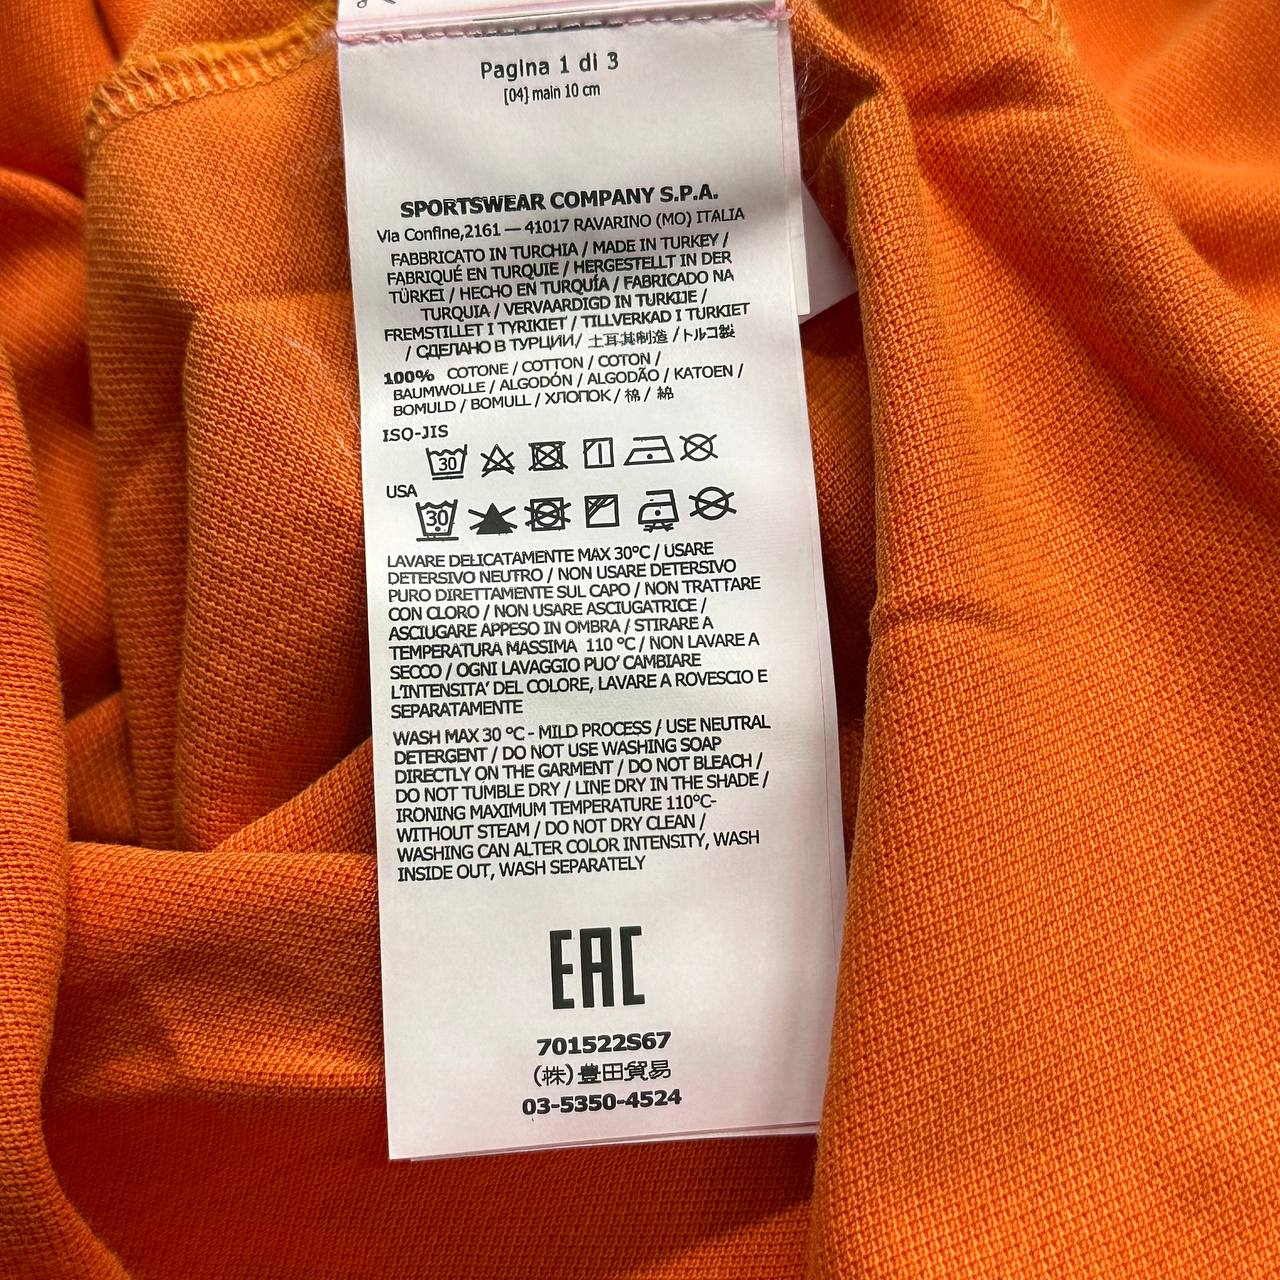 Pagina 1 di 3
[04] main 10 cm
SPORTSWEAR COMPANY S.P.A.
Via Confine,2161 — 41017 RAVARINO (MO) ITALIA
FABBRICATO IN TURCHIA / MADE IN TURKEY /
FABRIQUÉ EN TURQUIE / HERGESTELLT IN DER
TÜRKEI / HECHO EN TURQUÍA / FABRICADO NA
TURQUIA / VERVAARDIGD IN TURKIJE /
FREMSTILLET I TYRIKIET / TILLVERKAD I TURKIET
/ СДЕЛАНО В ТУРЦИИ/ 土耳其制造 /トルコ製
100% COTONE / COTTON / COTON /
BAUMWOLLE / ALGODÓN / ALGODÃO / KATOEN /
BOMULD / BOMULL / ХЛОПОК / 棉 / 綿
ISO-JIS
30
USA
30
LAVARE DELICATAMENTE MAX 30°C / USARE
DETERSIVO NEUTRO / NON USARE DETERSIVO
PURO DIRETTAMENTE SUL CAPO / NON TRATTARE
CON CLORO / NON USARE ASCIUGATRICE /
ASCIUGARE APPESO IN OMBRA / STIRARE A
TEMPERATURA MASSIMA 110 °C / NON LAVARE A
SECCO / OGNI LAVAGGIO PUO' CAMBIARE
L'INTENSITA' DEL COLORE, LAVARE A ROVESCIO E
SEPARATAMENTE
WASH MAX 30 °C - MILD PROCESS / USE NEUTRAL
DETERGENT / DO NOT USE WASHING SOAP
DIRECTLY ON THE GARMENT / DO NOT BLEACH /
DO NOT TUMBLE DRY / LINE DRY IN THE SHADE /
IRONING MAXIMUM TEMPERATURE 110°C-
WITHOUT STEAM / DO NOT DRY CLEAN /
WASHING CAN ALTER COLOR INTENSITY, WASH
INSIDE OUT, WASH SEPARATELY
EAC
701522S67
(株)豊田貿易
03-5350-4524